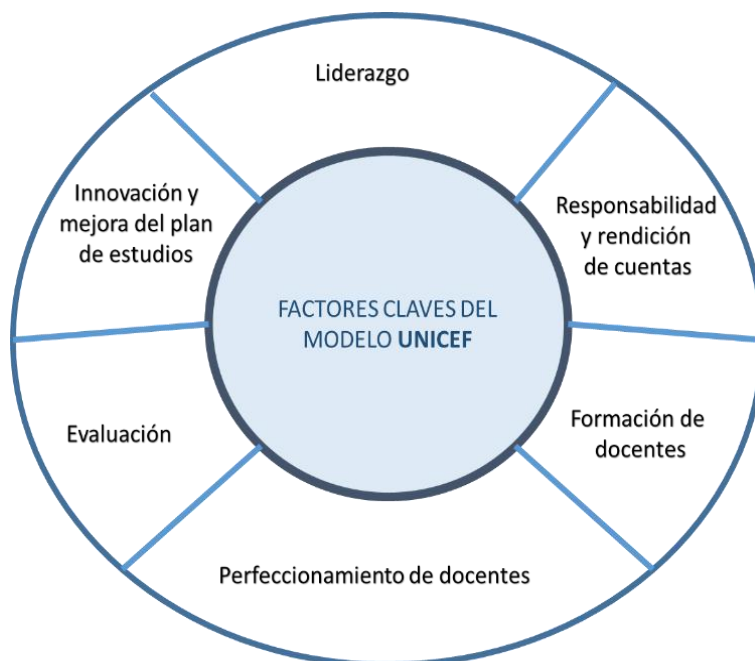 Liderazgo
Innovación y
mejora del plan
de estudios
Responsabilidad
y rendición
de cuentas
FACTORES CLAVES DEL
MODELO UNICEF
Evaluación
Formación de
docentes
Perfeccionamiento de docentes